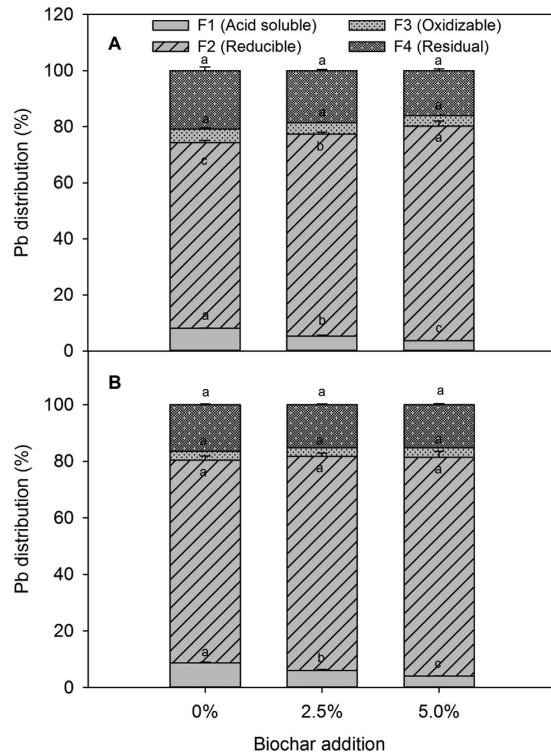 F1 (Acid soluble) F3 (Oxidizable)
F2 (Reducible) F4 (Residual)
A
120
100
80
60
40
20
0
Pb distribution (%)
a a a
a a a
c b a
a b c
B
100
80
60
40
20
0
Pb distribution (%)
a a a
a a a
a a a
a b c
0% 2.5% 5.0%
Biochar addition